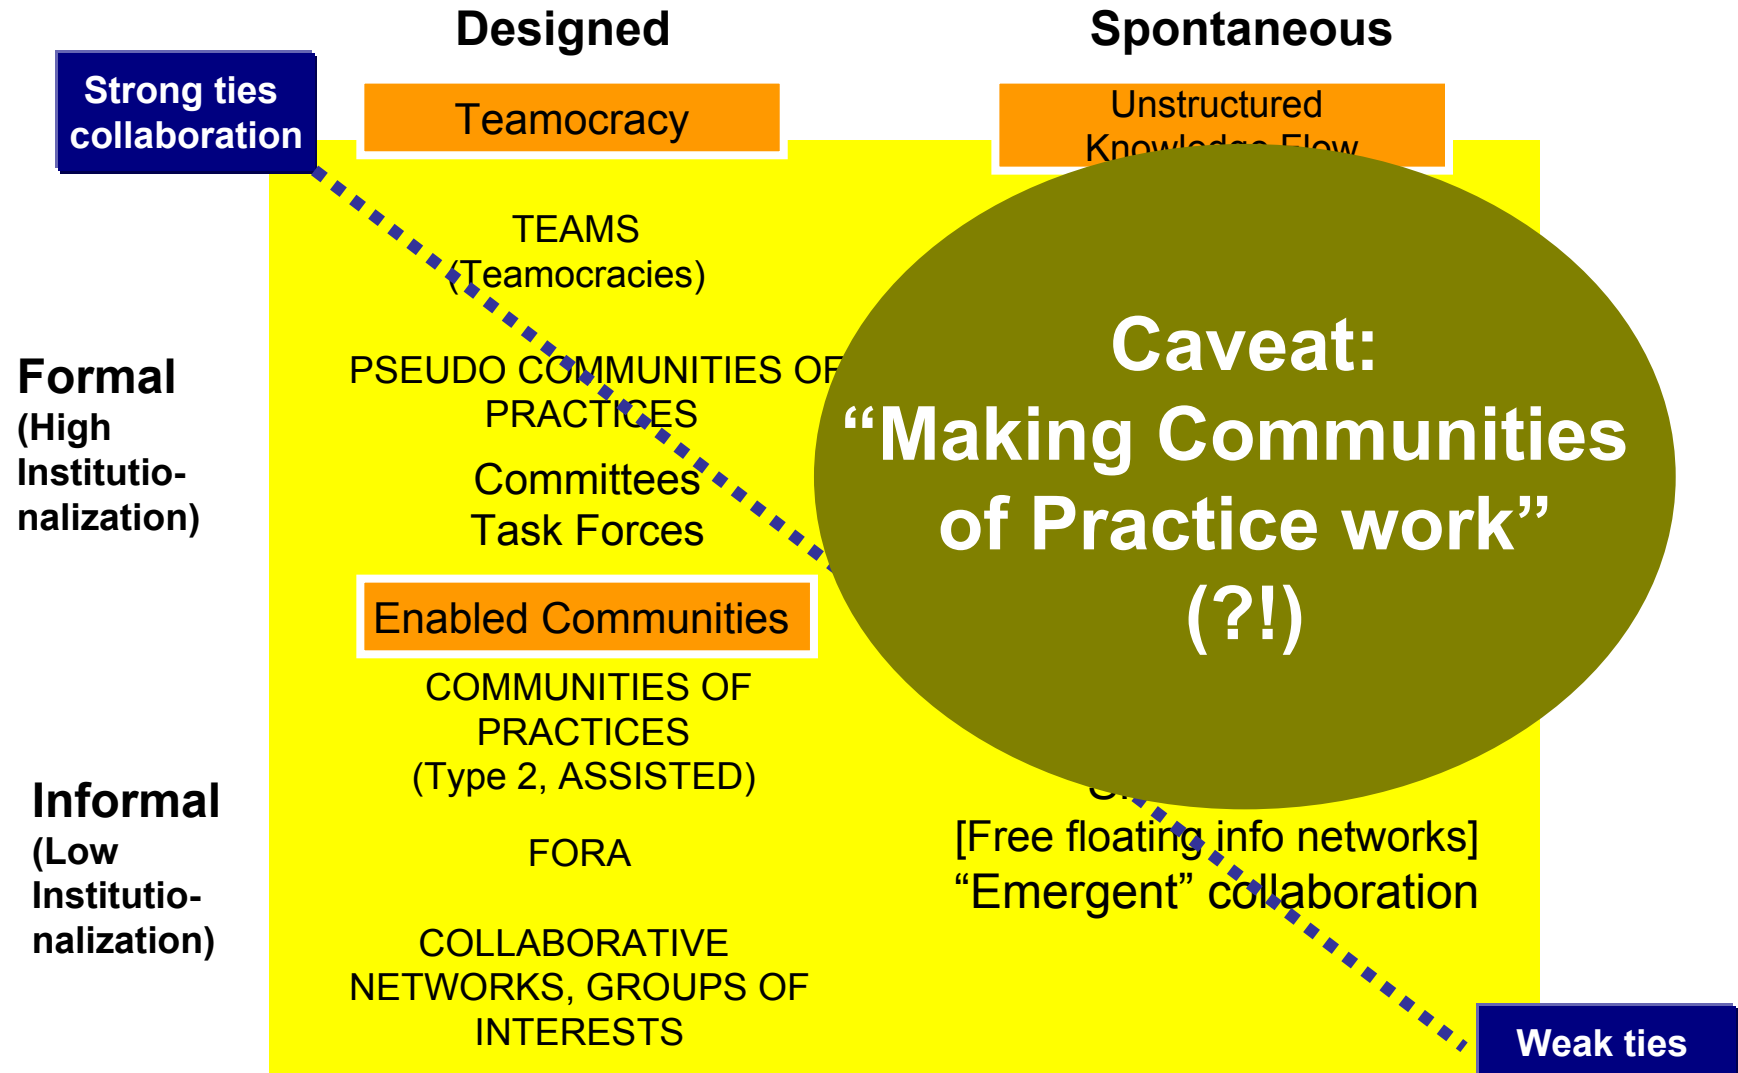 Designed
Spontaneous
Strong ties
collaboration
Teamocracy
Unstructured
Knowledge Flow
TEAMS
(Teamocracies)
PSEUDO COMMUNITIES OF
PRACTICES
Committees
Task Forces
Formal
(High
Institutio-
nalization)
Caveat:
“Making Communities
of Practice work”
(?!)
Enabled Communities
COMMUNITIES OF
PRACTICES
(Type 2, ASSISTED)
FORA
COLLABORATIVE
NETWORKS, GROUPS OF
INTERESTS
Informal
(Low
Institutio-
nalization)
[Free floating info networks]
“Emergent” collaboration
Weak ties